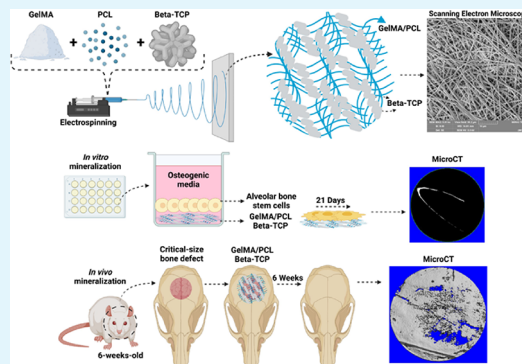 GelMA
PCL
Beta-TCP
+
+
Electrospinning
GelMA/PCL
Beta-TCP
Scanning Electron Microscopy
In vitro
mineralization
Osteogenic
media
Alveolar bone
stem cells
GelMA/PCL
Beta-TCP
21 Days
MicroCT
In vivo
mineralization
6-weeks-old
Critical-size
bone defect
GelMA/PCL
Beta-TCP
6 Weeks
MicroCT